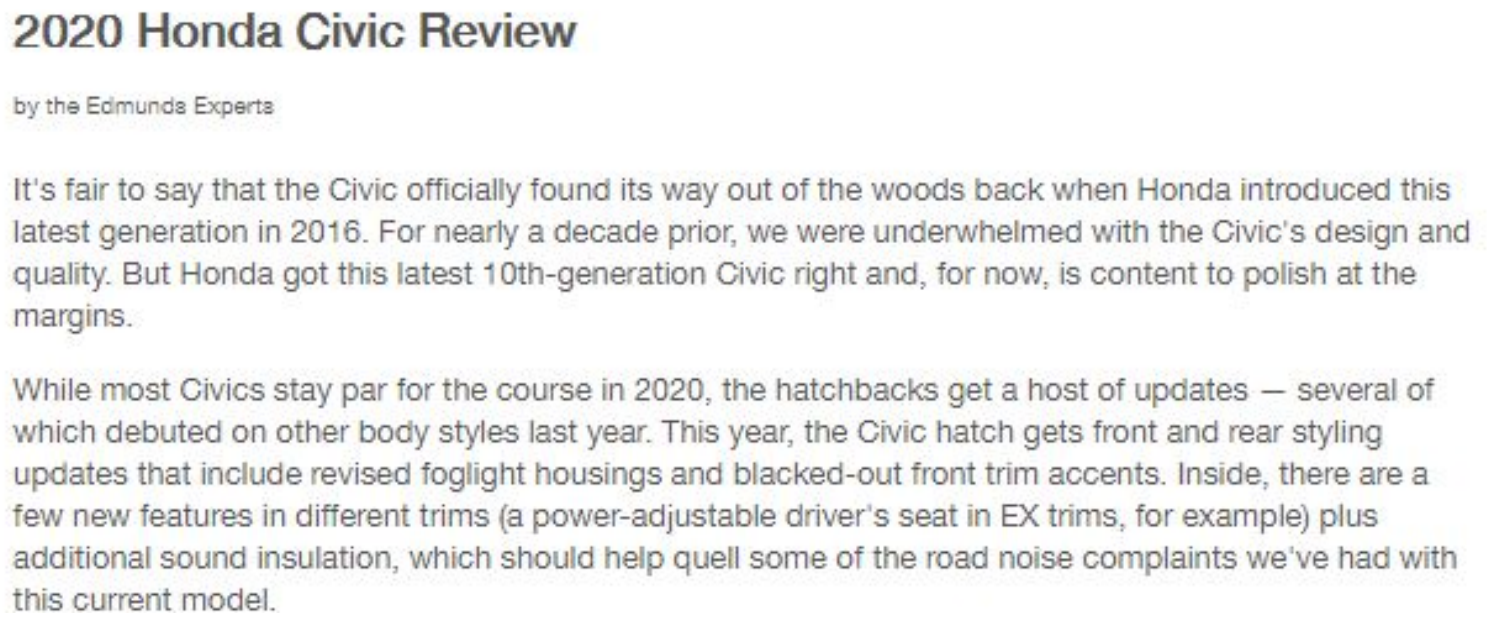 2020 Honda Civic Review
by the Edmunds Experts
It's fair to say that the Civic officially found its way out of the woods back when Honda introduced this
latest generation in 2016. For nearly a decade prior, we were underwhelmed with the Civic's design and
quality. But Honda got this latest 10th-generation Civic right and, for now, is content to polish at the
margins.
While most Civics stay par for the course in 2020, the hatchbacks get a host of updates — several of
which debuted on other body styles last year. This year, the Civic hatch gets front and rear styling
updates that include revised foglight housings and blacked-out front trim accents. Inside, there are a
few new features in different trims (a power-adjustable driver's seat in EX trims, for example) plus
additional sound insulation, which should help quell some of the road noise complaints we've had with
this current model.